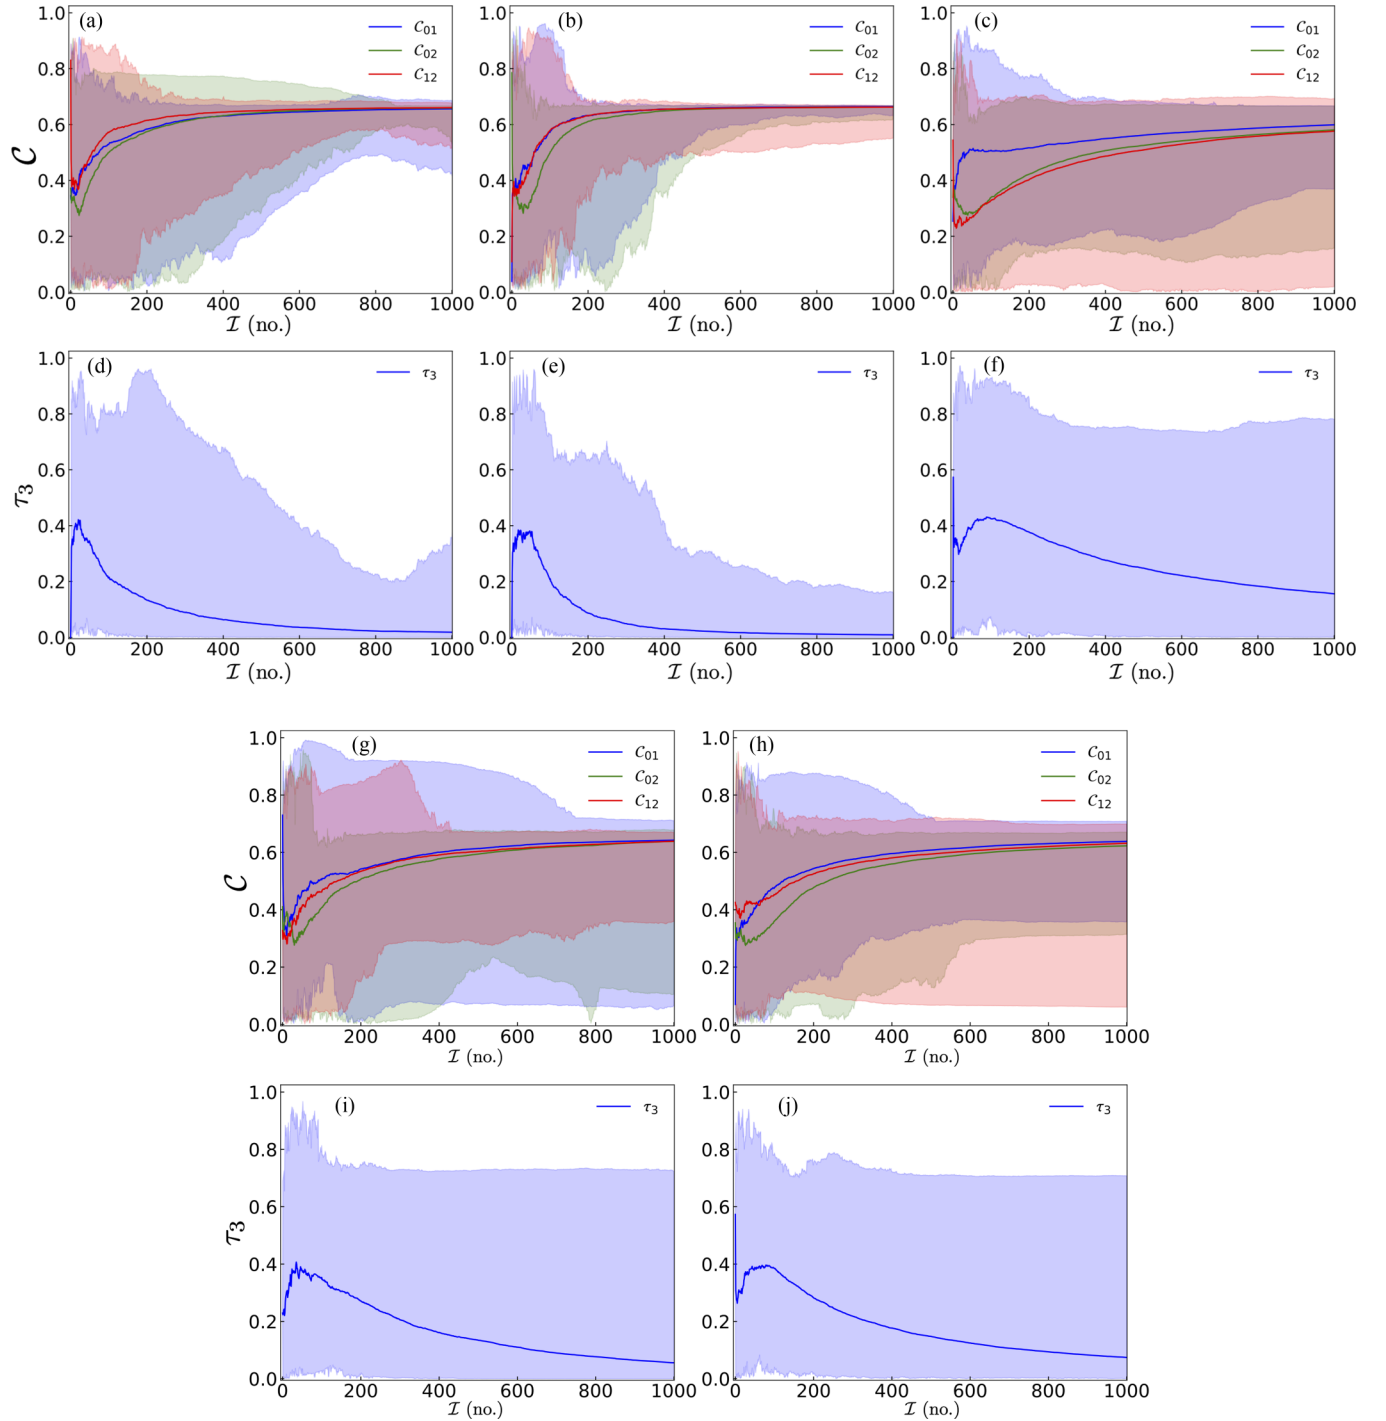 (a) 𝒞₀₁ 𝒞₀₂ 𝒞₁₂
(b) 𝒞₀₁ 𝒞₀₂ 𝒞₁₂
(c) 𝒞₀₁ 𝒞₀₂ 𝒞₁₂
𝒞
1.0 0.8 0.6 0.4 0.2 0.0
0 200 400 600 800 1000
ℐ (no.)
1.0 0.8 0.6 0.4 0.2 0.0
0 200 400 600 800 1000
ℐ (no.)
1.0 0.8 0.6 0.4 0.2 0.0
0 200 400 600 800 1000
ℐ (no.)
(d) τ₃
(e) τ₃
(f) τ₃
τ₃
1.0 0.8 0.6 0.4 0.2 0.0
0 200 400 600 800 1000
ℐ (no.)
1.0 0.8 0.6 0.4 0.2 0.0
0 200 400 600 800 1000
ℐ (no.)
1.0 0.8 0.6 0.4 0.2 0.0
0 200 400 600 800 1000
ℐ (no.)
(g) 𝒞₀₁ 𝒞₀₂ 𝒞₁₂
(h) 𝒞₀₁ 𝒞₀₂ 𝒞₁₂
𝒞
1.0 0.8 0.6 0.4 0.2 0.0
0 200 400 600 800 1000
ℐ (no.)
1.0 0.8 0.6 0.4 0.2 0.0
0 200 400 600 800 1000
ℐ (no.)
(i) τ₃
(j) τ₃
τ₃
1.0 0.8 0.6 0.4 0.2 0.0
0 200 400 600 800 1000
ℐ (no.)
1.0 0.8 0.6 0.4 0.2 0.0
0 200 400 600 800 1000
ℐ (no.)